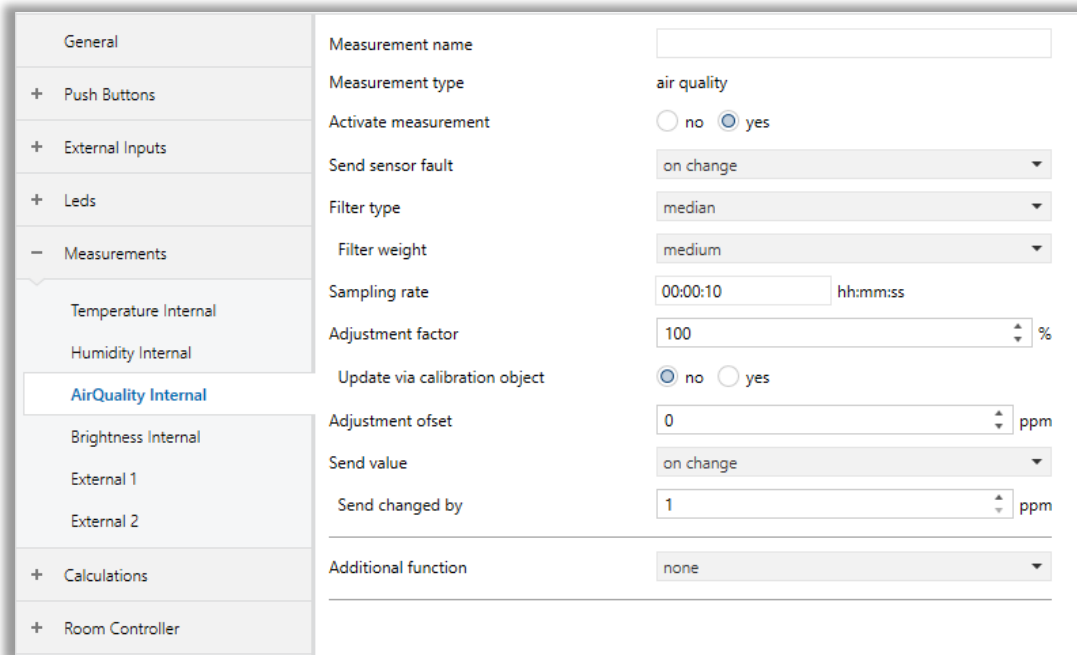 General
+ Push Buttons
+ External Inputs
+ Leds
− Measurements
Temperature Internal
Humidity Internal
AirQuality Internal
Brightness Internal
External 1
External 2
+ Calculations
+ Room Controller
Measurement name
Measurement type air quality
Activate measurement no yes
Send sensor fault on change
Filter type median
Filter weight medium
Sampling rate 00:00:10 hh:mm:ss
Adjustment factor 100 %
Update via calibration object no yes
Adjustment ofset 0 ppm
Send value on change
Send changed by 1 ppm
Additional function none